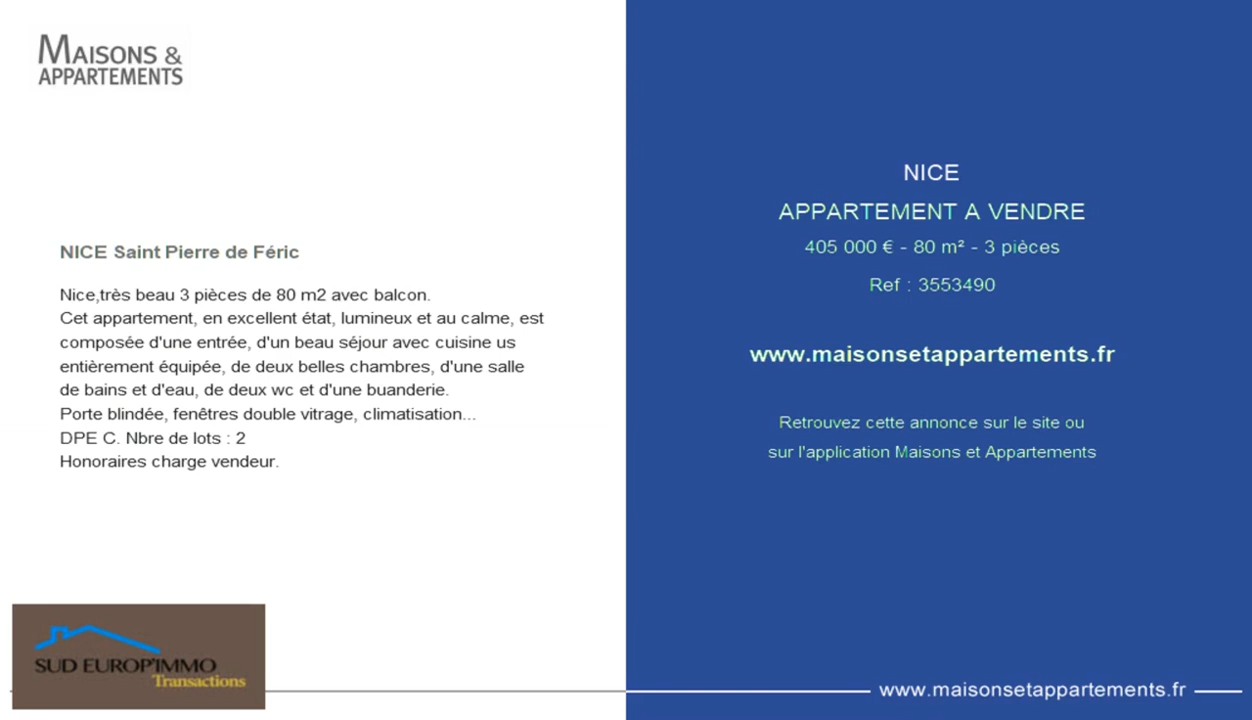 MAISONS &
APPARTEMENTS
NICE Saint Pierre de Féric
Nice,très beau 3 pièces de 80 m2 avec balcon.
Cet appartement, en excellent état, lumineux et au calme, est
composée d'une entrée, d'un beau séjour avec cuisine us
entièrement équipée, de deux belles chambres, d'une salle
de bains et d'eau, de deux wc et d'une buanderie.
Porte blindée, fenêtres double vitrage, climatisation...
DPE C. Nbre de lots : 2
Honoraires charge vendeur.
SUD EUROP'IMMO
Transactions
NICE
APPARTEMENT A VENDRE
405 000 € - 80 m² - 3 pièces
Ref : 3553490
www.maisonsetappartements.fr
Retrouvez cette annonce sur le site ou
sur l'application Maisons et Appartements
www.maisonsetappartements.fr